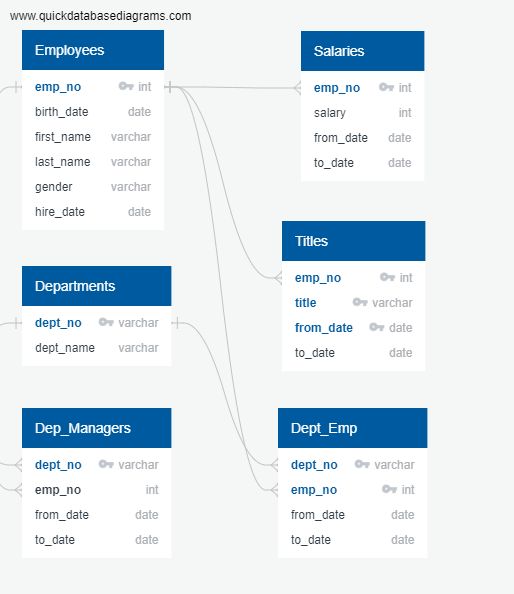 www.quickdatabasediagrams.com
Employees
emp_no int
birth_date date
first_name varchar
last_name varchar
gender varchar
hire_date date
Salaries
emp_no int
salary int
from_date date
to_date date
Titles
emp_no int
title varchar
from_date date
to_date date
Departments
dept_no varchar
dept_name varchar
Dep_Managers
dept_no varchar
emp_no int
from_date date
to_date date
Dept_Emp
dept_no varchar
emp_no int
from_date date
to_date date